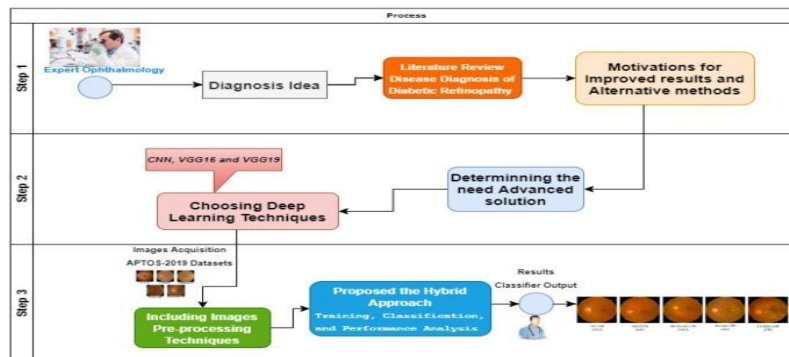 Process
Step 1
Expert Ophthalmology
Diagnosis Idea
Literature Review
Disease Diagnosis of
Diabetic Retinopathy
Motivations for
Improved results and
Alternative methods
Step 2
CNN, VGG16 and VGG19
Choosing Deep
Learning Techniques
Determinning the
need Advanced
solution
Step 3
Images Acquisition
APTOS-2019 Datasets
Including Images
Pre-processing
Techniques
Proposed the Hybrid
Approach
Training, Classification,
and Performance Analysis
Results
Classifier Output